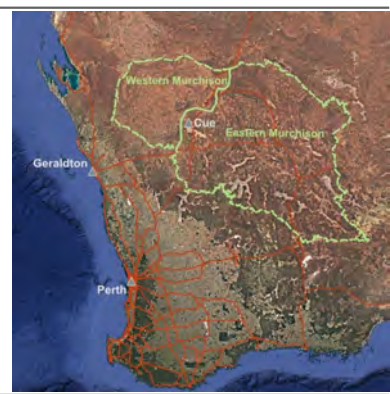 Western Murchison
Cue
Eastern Murchison
Geraldton
Perth